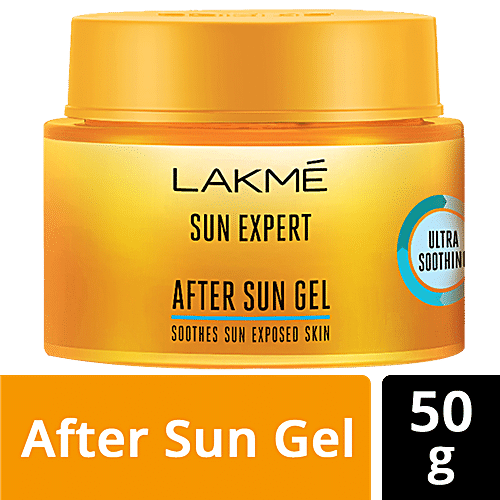 LAKMÉ
SUN EXPERT
AFTER SUN GEL
SOOTHES SUN EXPOSED SKIN
ULTRA
SOOTHING
After Sun Gel
50
g